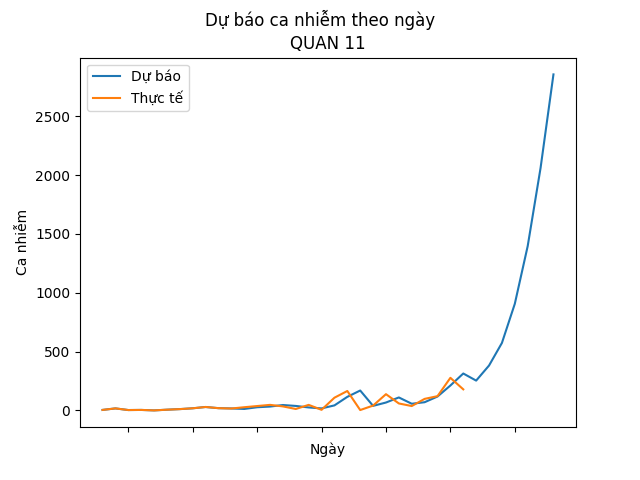 Dự báo ca nhiễm theo ngày
QUAN 11
Dự báo
Thực tế
2500
2000
1500
1000
500
0
Ca nhiễm
Ngày